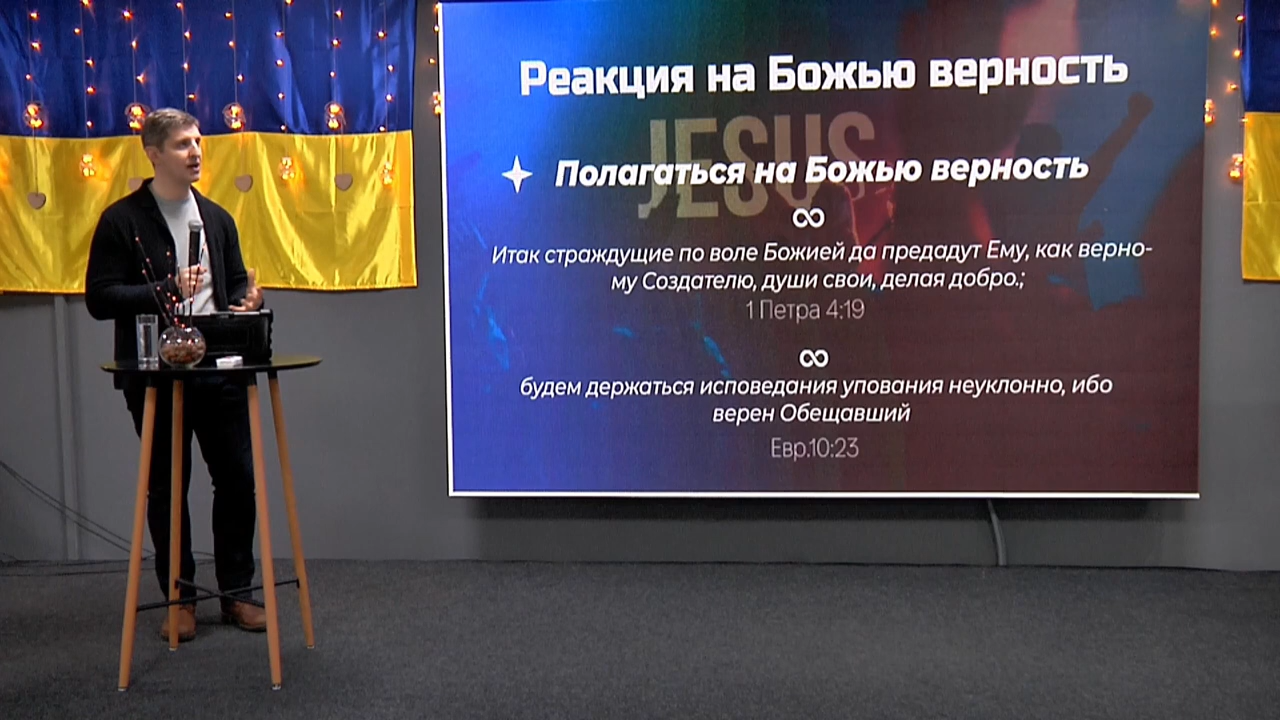 Реакция на Божью верность
JESUS
Полагаться на Божью верность
Итак страждущие по воле Божией да предадут Ему, как верно-
му Создателю, души свои, делая добро.;
1 Петра 4:19
будем держаться исповедания упования неуклонно, ибо
верен Обещавший
Евр.10:23